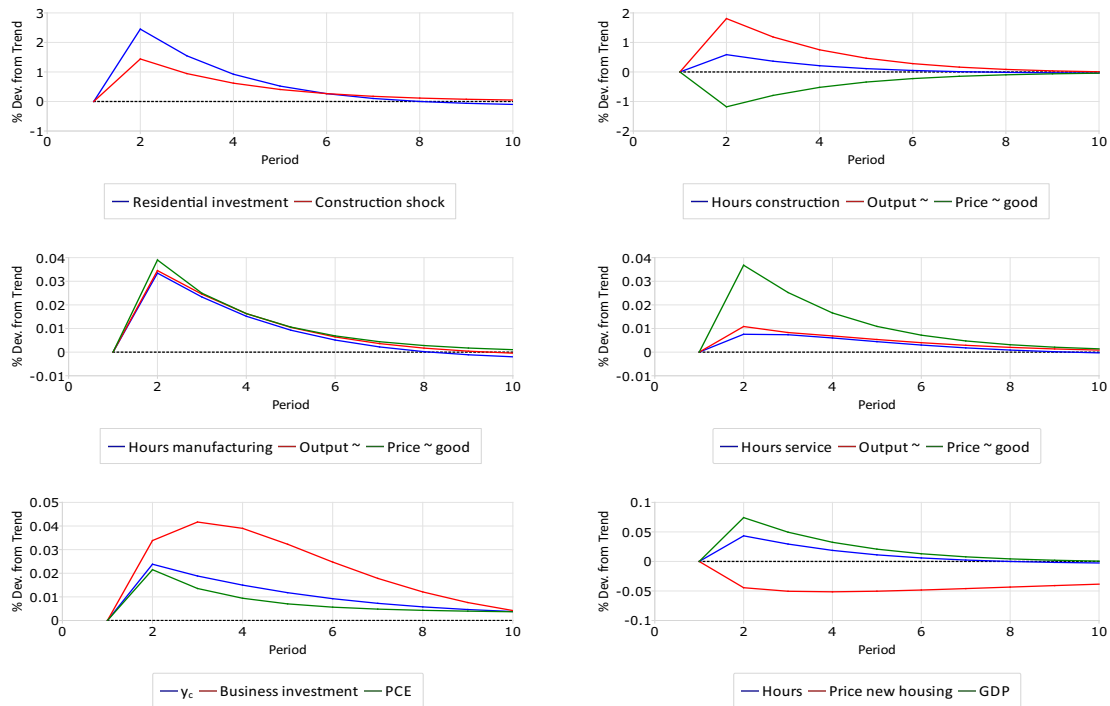 3
2
1
0
-1
% Dev. from Trend
0 2 4 6 8 10
Period
Residential investment Construction shock
2
1
0
-1
-2
% Dev. from Trend
0 2 4 6 8 10
Period
Hours construction Output ~ Price ~ good
0.04
0.03
0.02
0.01
0
-0.01
% Dev. from Trend
0 2 4 6 8 10
Period
Hours manufacturing Output ~ Price ~ good
0.04
0.03
0.02
0.01
0
-0.01
% Dev. from Trend
0 2 4 6 8 10
Period
Hours service Output ~ Price ~ good
0.05
0.04
0.03
0.02
0.01
0
% Dev. from Trend
0 2 4 6 8 10
Period
y_c Business investment PCE
0.1
0.05
0
-0.05
-0.1
% Dev. from Trend
0 2 4 6 8 10
Period
Hours Price new housing GDP